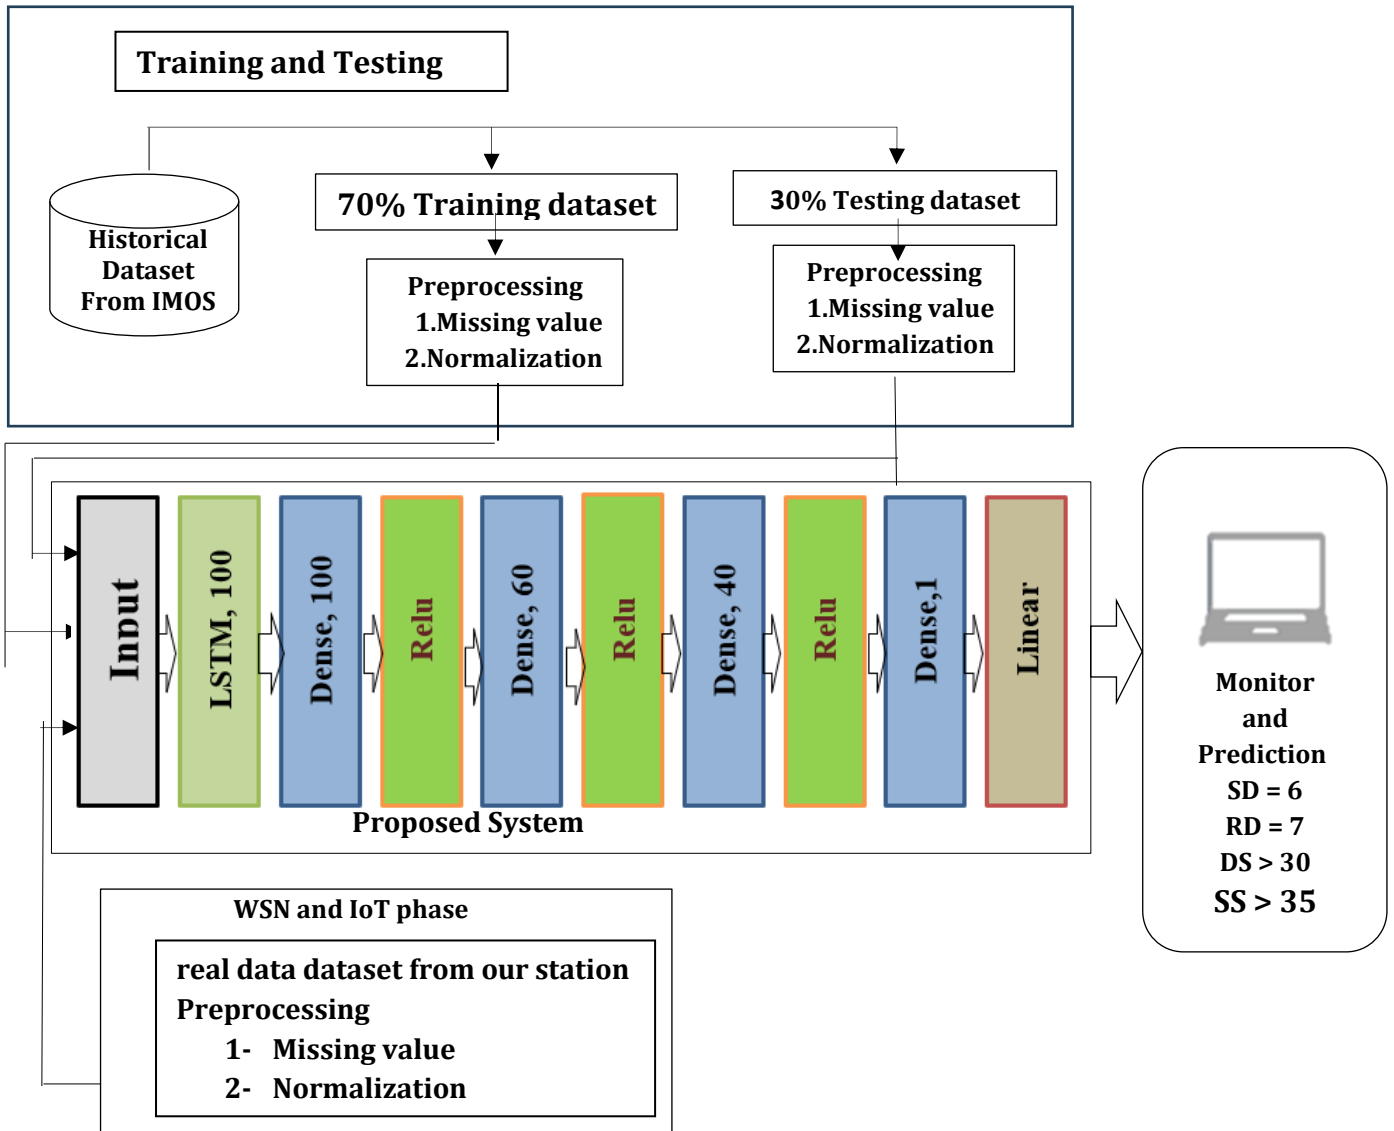 Training and Testing
Historical
Dataset
From IMOS
70% Training dataset
30% Testing dataset
Preprocessing
1.Missing value
2.Normalization
Preprocessing
1.Missing value
2.Normalization
Input
LSTM, 100
Dense, 100
Relu
Dense, 60
Relu
Dense, 40
Relu
Dense,1
Linear
Proposed System
Monitor
and
Prediction
SD = 6
RD = 7
DS > 30
SS > 35
WSN and IoT phase
real data dataset from our station
Preprocessing
1- Missing value
2- Normalization